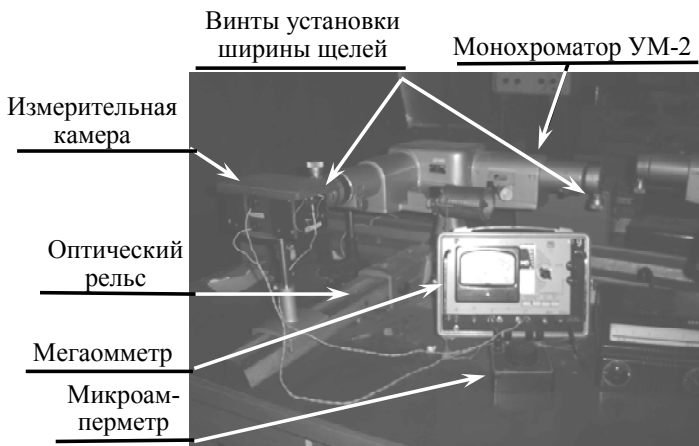 Винты установки
ширины щелей
Монохроматор УМ-2
Измерительная
камера
Оптический
рельс
Мегаомметр
Микроам-
перметр